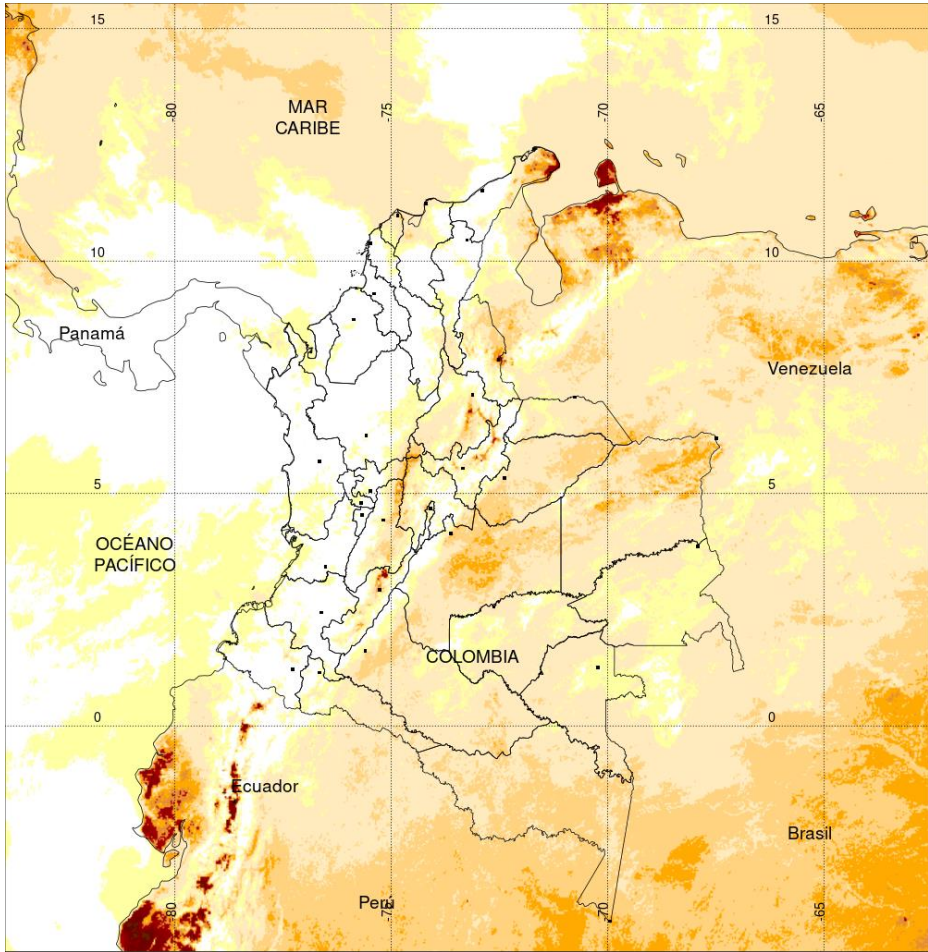 15
15
-80
-75
-70
-65
MAR
CARIBE
10
10
Panamá
Venezuela
5
5
OCÉANO
PACÍFICO
COLOMBIA
0
0
Ecuador
Brasil
Perú
-80
-75
-70
-65